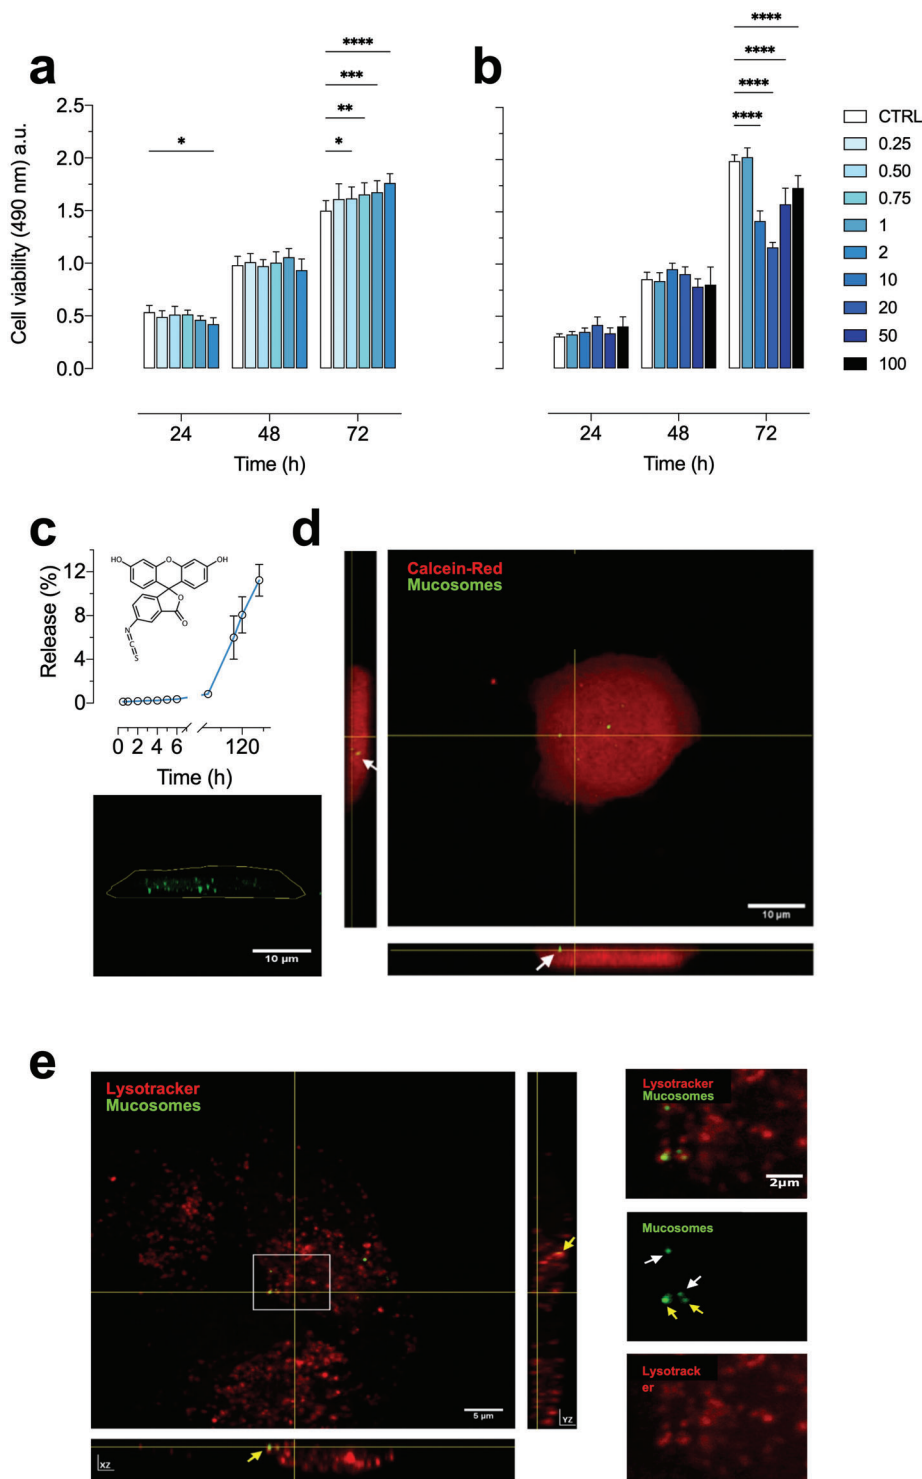 a
b
*
****
***
**
*
****
****
****
****
2.5
2.0
1.5
1.0
0.5
0.0
Cell viability (490 nm) a.u.
24
48
72
Time (h)
24
48
72
Time (h)
CTRL
0.25
0.50
0.75
1
2
10
20
50
100
c
Release (%)
12
8
4
0
HO
O
OH
O
O
N
C
S
0 2 4 6
120
Time (h)
10 µm
d
Calcein-Red
Mucosomes
10 µm
e
Lysotracker
Mucosomes
5 µm
YZ
XZ
Lysotracker
Mucosomes
2µm
Mucosomes
Lysotrack
er